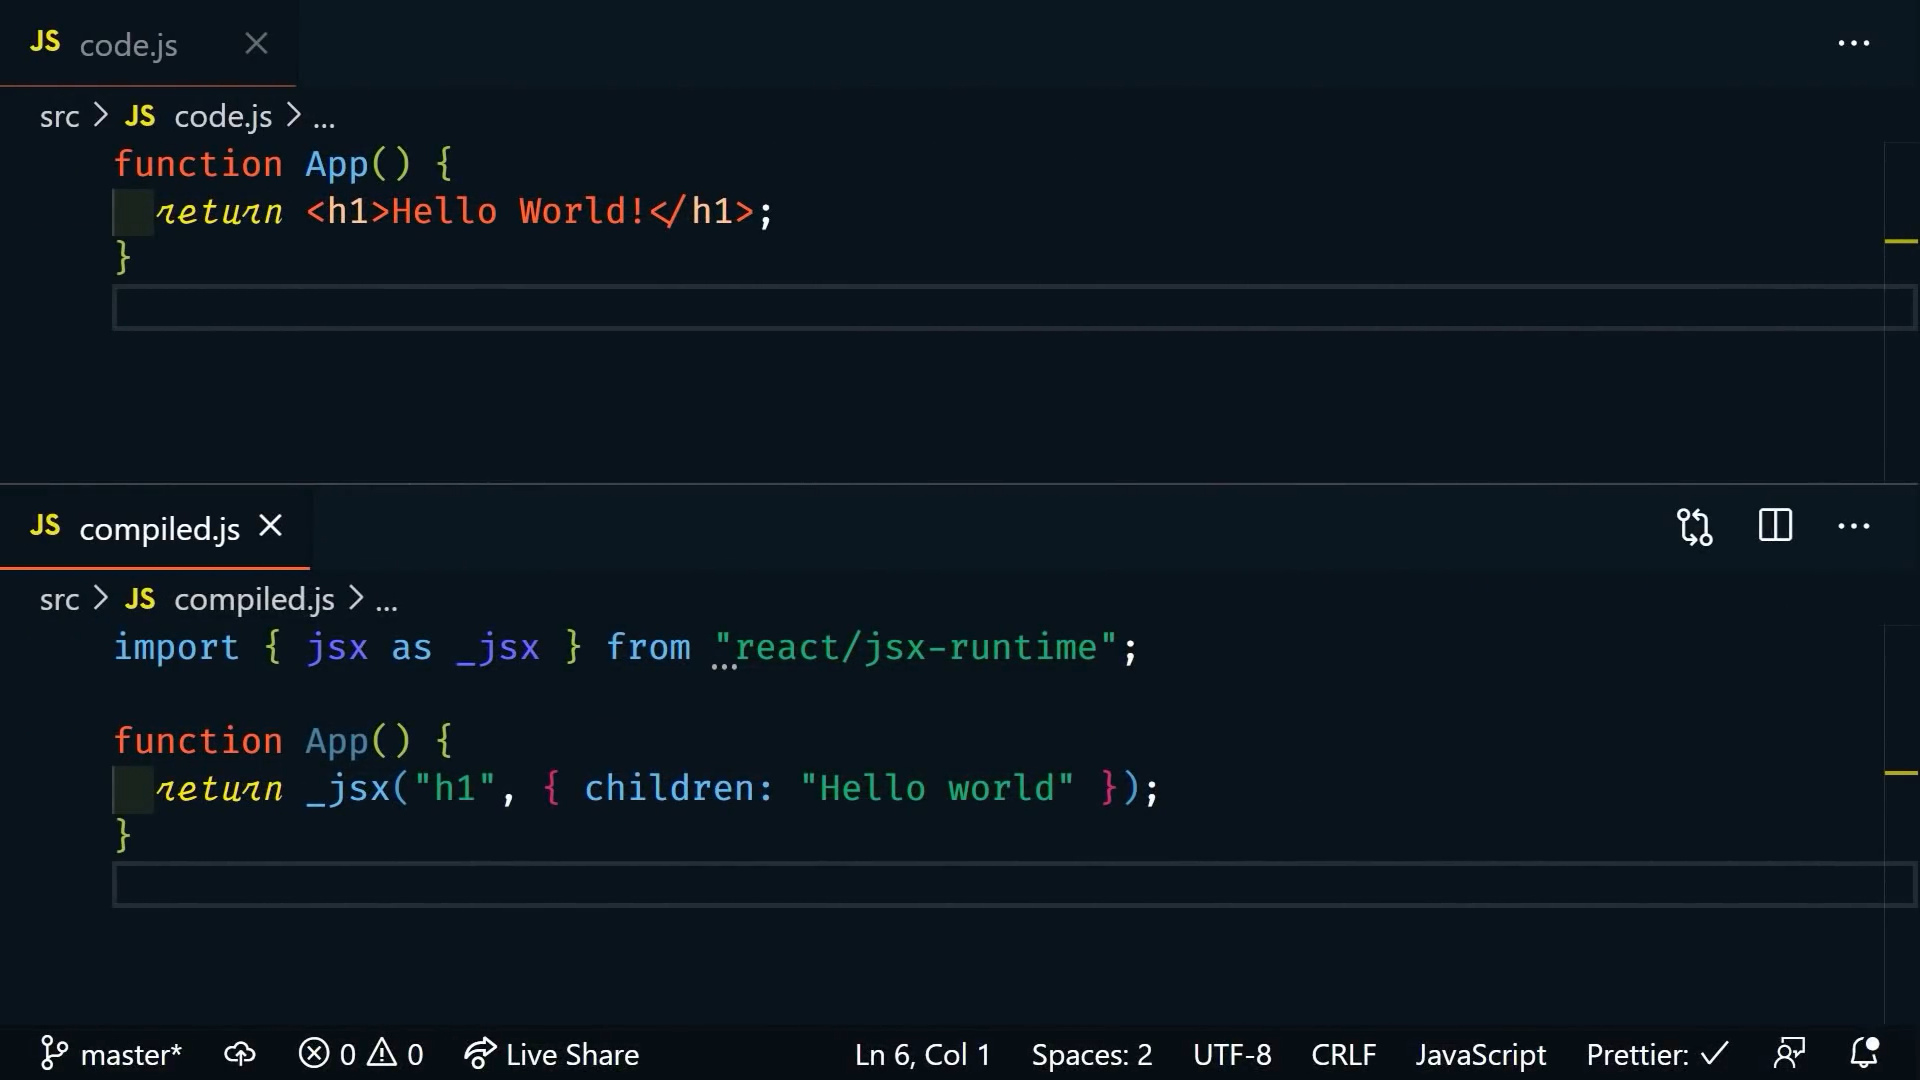 JS code.js
src > JS code.js > ...
function App() {
return <h1>Hello World!</h1>;
}
JS compiled.js
src > JS compiled.js > ...
import { jsx as _jsx } from "react/jsx-runtime";
function App() {
return _jsx("h1", { children: "Hello world" });
}
master* 0 0 Live Share Ln 6, Col 1 Spaces: 2 UTF-8 CRLF JavaScript Prettier: ✓